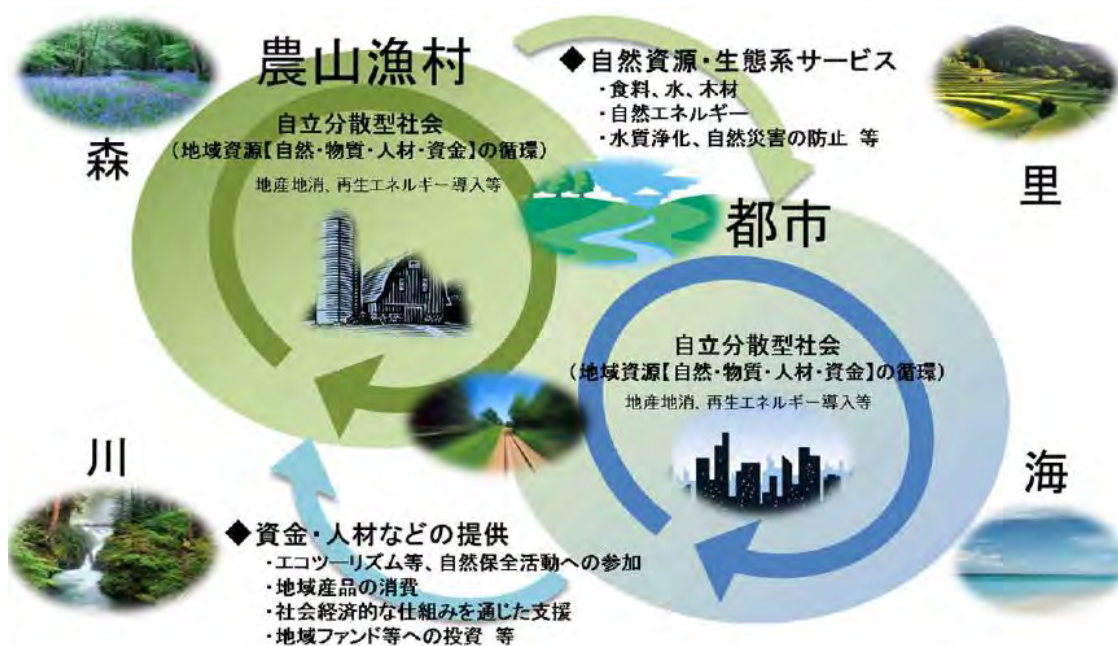 農山漁村
自立分散型社会
(地域資源【自然・物質・人材・資金】の循環)
地産地消、再生エネルギー導入等
森
◆自然資源・生態系サービス
・食料、水、木材
・自然エネルギー
・水質浄化、自然災害の防止 等
里
都市
自立分散型社会
(地域資源【自然・物質・人材・資金】の循環)
地産地消、再生エネルギー導入等
川
海
◆資金・人材などの提供
・エコツーリズム等、自然保全活動への参加
・地域産品の消費
・社会経済的な仕組みを通じた支援
・地域ファンド等への投資 等